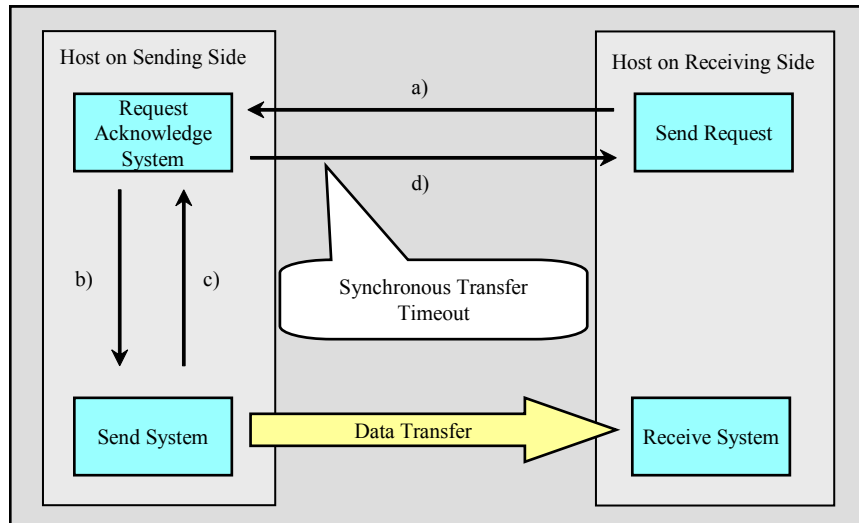 Host on Sending Side
Host on Receiving Side
a)
Request
Acknowledge
System
Send Request
d)
b)
c)
Synchronous Transfer
Timeout
Send System
Data Transfer
Receive System